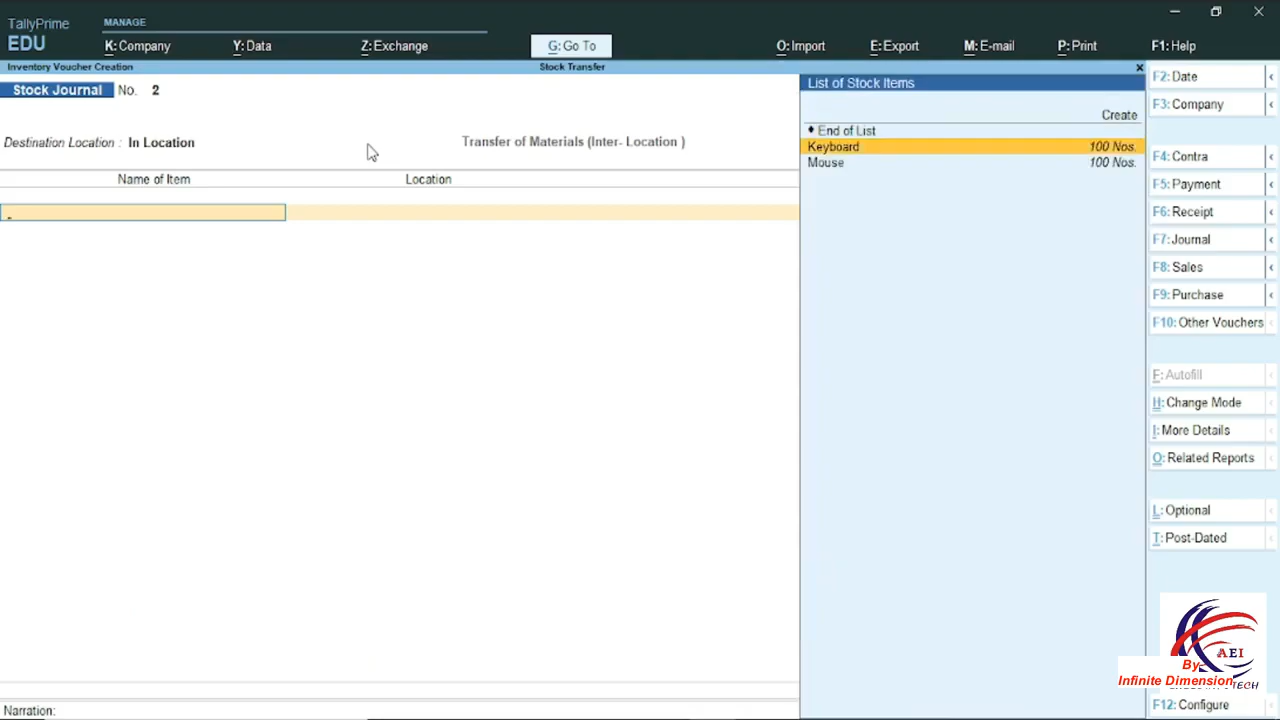 TallyPrime
EDU
MANAGE
K: Company
Y: Data
Z: Exchange
G: Go To
O: Import
E: Export
M: E-mail
P: Print
F1: Help
Inventory Voucher Creation
Stock Transfer
Stock Journal No. 2
Destination Location : In Location
Transfer of Materials (Inter- Location )
Name of Item
Location
Narration:
List of Stock Items
Create
End of List
Keyboard 100 Nos.
Mouse 100 Nos.
F2: Date
F3: Company
F4: Contra
F5: Payment
F6: Receipt
F7: Journal
F8: Sales
F9: Purchase
F10: Other Vouchers
F: Autofill
H: Change Mode
I: More Details
O: Related Reports
L: Optional
T: Post-Dated
AEI
By-
Infinite Dimension
F12: Configure